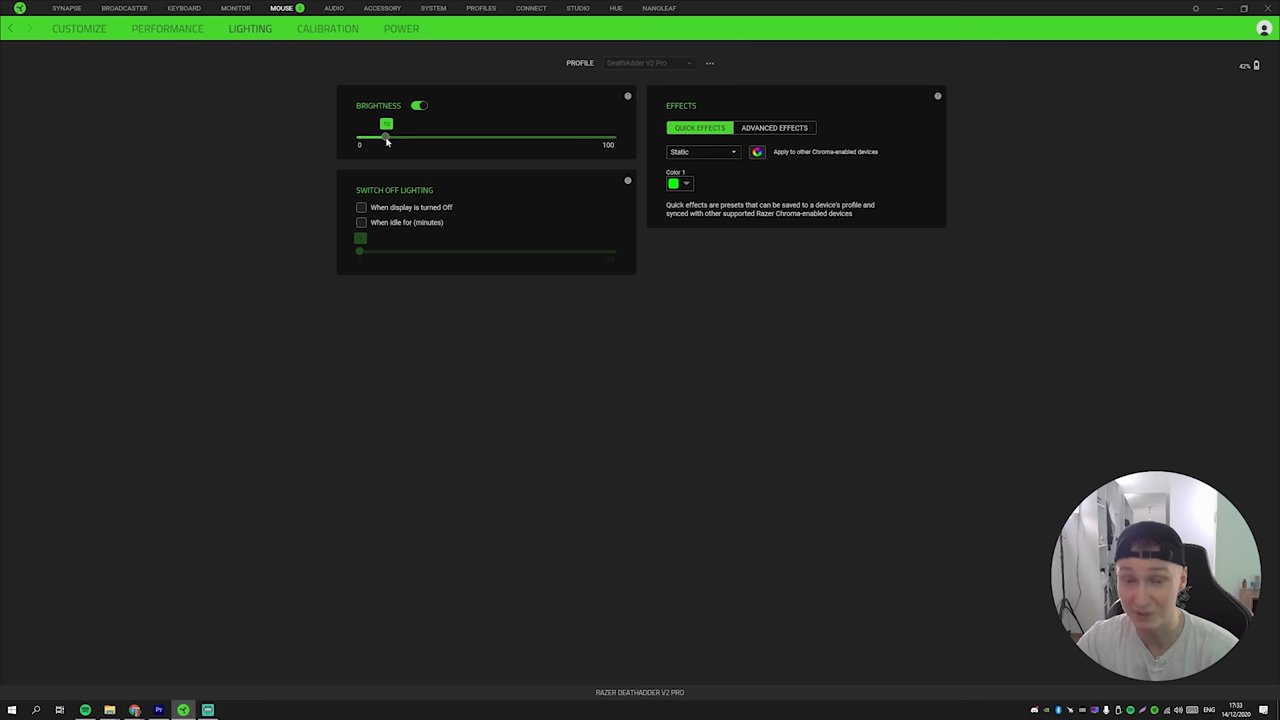 SYNAPSE BROADCASTER KEYBOARD MONITOR MOUSE AUDIO ACCESSORY SYSTEM PROFILES CONNECT STUDIO HUE NANOLEAF
CUSTOMIZE PERFORMANCE LIGHTING CALIBRATION POWER
PROFILE DeathAdder V2 Pro
42%
BRIGHTNESS
10
0 100
SWITCH OFF LIGHTING
When display is turned Off
When idle for (minutes)
EFFECTS
QUICK EFFECTS ADVANCED EFFECTS
Static Apply to other Chroma-enabled devices
Color 1
Quick effects are presets that can be saved to a device's profile and
synced with other supported Razer Chroma-enabled devices
RAZER DEATHADDER V2 PRO
ENG
17:33
14/12/2020